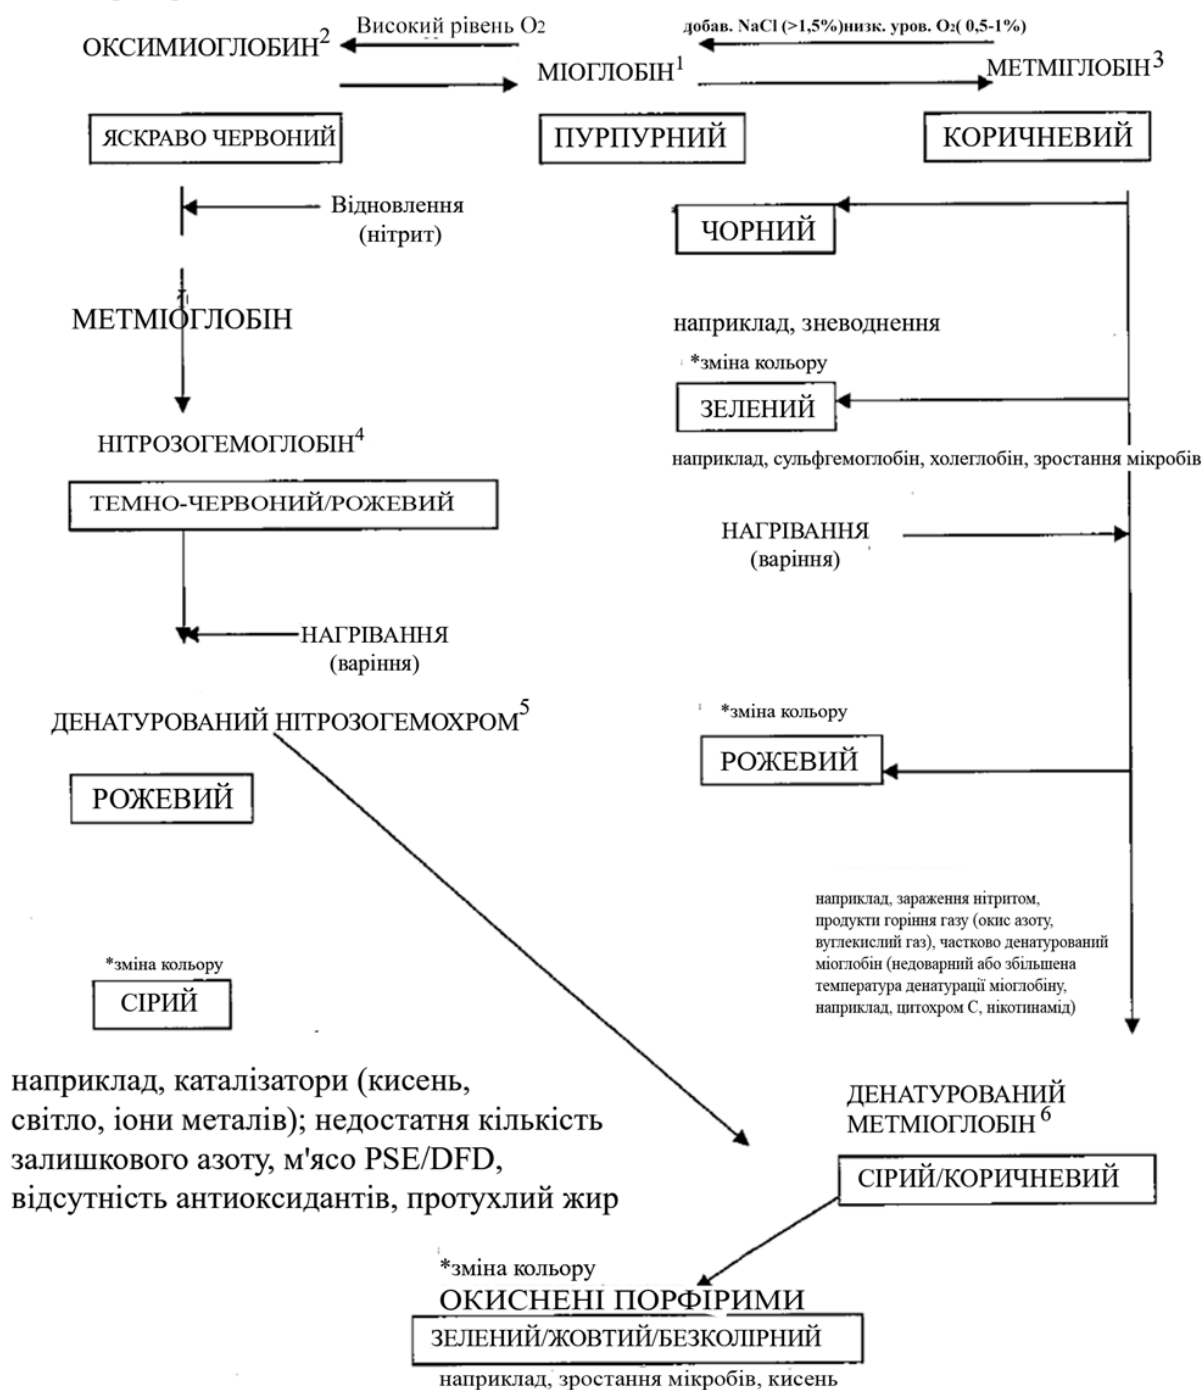 Високий рівень O2
добав. NaCl (>1,5%)низк. уров. O2( 0,5-1%)
ОКСИМИОГЛОБИН2
МІОГЛОБІН1
МЕТМІГЛОБІН3
ЯСКРАВО ЧЕРВОНИЙ
ПУРПУРНИЙ
КОРИЧНЕВИЙ
Відновлення
(нітрит)
ЧОРНИЙ
МЕТМІОГЛОБІН
наприклад, зневоднення
*зміна кольору
ЗЕЛЕНИЙ
НІТРОЗОГЕМОГЛОБІН4
наприклад, сульфгемоглобін, холеглобін, зростання мікробів
ТЕМНО-ЧЕРВОНИЙ/РОЖЕВИЙ
НАГРІВАННЯ
(варіння)
НАГРІВАННЯ
(варіння)
ДЕНАТУРОВАНИЙ НІТРОЗОГЕМОХРОМ5
*зміна кольору
РОЖЕВИЙ
РОЖЕВИЙ
наприклад, зараження нітритом,
продукти горіння газу (окис азоту,
вуглекислий газ), частково денатурований
міоглобін (недоварний або збільшена
температура денатурації міоглобіну,
наприклад, цитохром С, нікотинамід)
*зміна кольору
СІРИЙ
наприклад, каталізатори (кисень,
світло, іони металів); недостатня кількість
залишкового азоту, м'ясо PSE/DFD,
відсутність антиоксидантів, протухлий жир
ДЕНАТУРОВАНИЙ
МЕТМІОГЛОБІН6
СІРИЙ/КОРИЧНЕВИЙ
*зміна кольору
ОКИСНЕНІ ПОРФІРИМИ
ЗЕЛЕНИЙ/ЖОВТИЙ/БЕЗКОЛІРНИЙ
наприклад, зростання мікробів, кисень